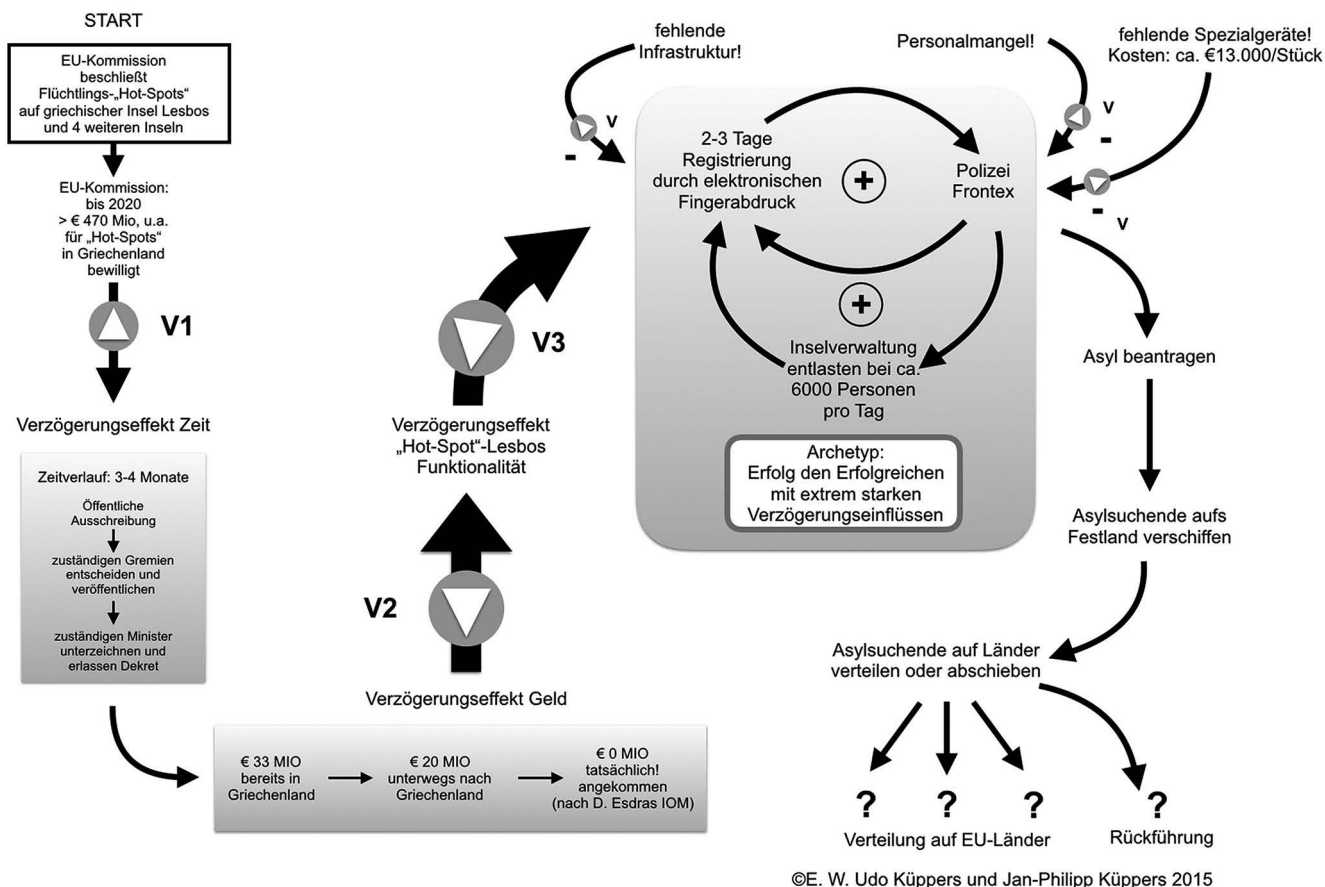 START
EU-Kommission
beschließt
Flüchtlings-„Hot-Spots“
auf griechischer Insel Lesbos
und 4 weiteren Inseln
EU-Kommission:
bis 2020
> € 470 Mio, u.a.
für „Hot-Spots“
in Griechenland
bewilligt
V1
Verzögerungseffekt Zeit
Zeitverlauf: 3-4 Monate
Öffentliche
Ausschreibung
zuständigen Gremien
entscheiden und
veröffentlichen
zuständigen Minister
unterzeichnen und
erlassen Dekret
€ 33 MIO
bereits in
Griechenland
€ 20 MIO
unterwegs nach
Griechenland
€ 0 MIO
tatsächlich!
angekommen
(nach D. Esdras IOM)
Verzögerungseffekt Geld
V2
Verzögerungseffekt
„Hot-Spot“-Lesbos
Funktionalität
V3
fehlende
Infrastruktur!
v
-
Personalmangel!
v
-
fehlende Spezialgeräte!
Kosten: ca. €13.000/Stück
- v
2-3 Tage
Registrierung
durch elektronischen
Fingerabdruck
+
Polizei
Frontex
+
Inselverwaltung
entlasten bei ca.
6000 Personen
pro Tag
Archetyp:
Erfolg den Erfolgreichen
mit extrem starken
Verzögerungseinflüssen
Asyl beantragen
Asylsuchende aufs
Festland verschiffen
Asylsuchende auf Länder
verteilen oder abschieben
? ? ? ?
Verteilung auf EU-Länder
Rückführung
©E. W. Udo Küppers und Jan-Philipp Küppers 2015